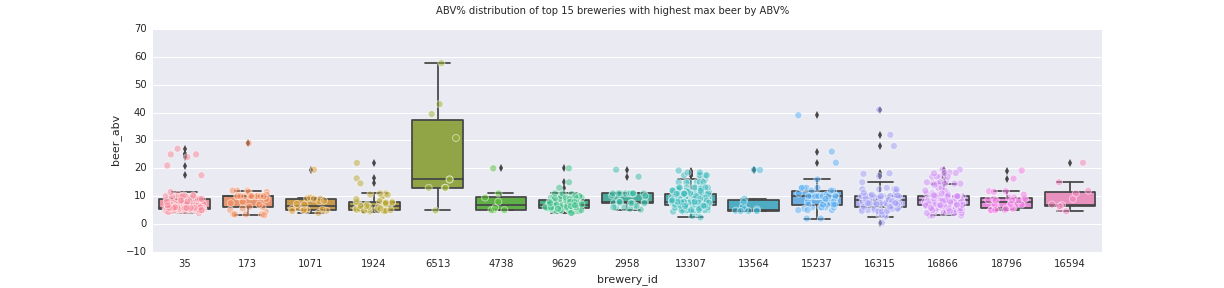 ABV% distribution of top 15 breweries with highest max beer by ABV%
70
60
50
40
30
20
10
0
−10
beer_abv
35 173 1071 1924 6513 4738 9629 2958 13307 13564 15237 16315 16866 18796 16594
brewery_id